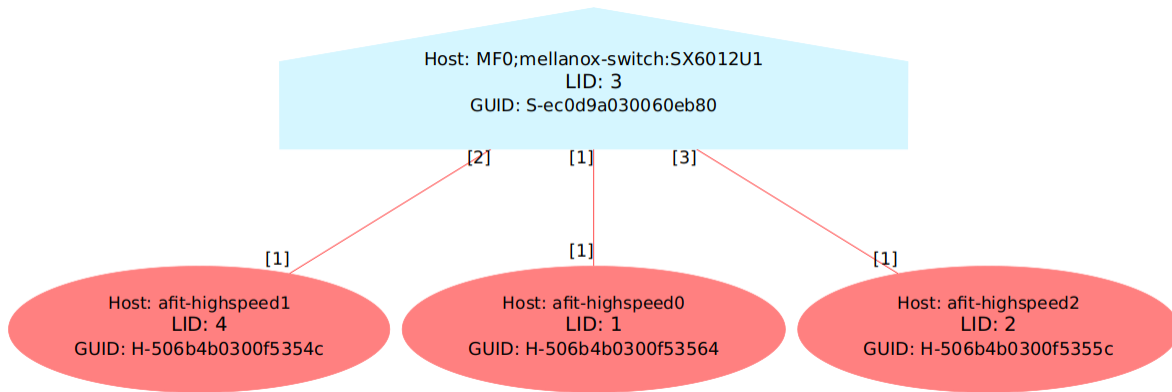 Host: MF0;mellanox-switch:SX6012U1
LID: 3
GUID: S-ec0d9a030060eb80
[2]
[1]
[3]
[1]
[1]
[1]
Host: afit-highspeed1
LID: 4
GUID: H-506b4b0300f5354c
Host: afit-highspeed0
LID: 1
GUID: H-506b4b0300f53564
Host: afit-highspeed2
LID: 2
GUID: H-506b4b0300f5355c